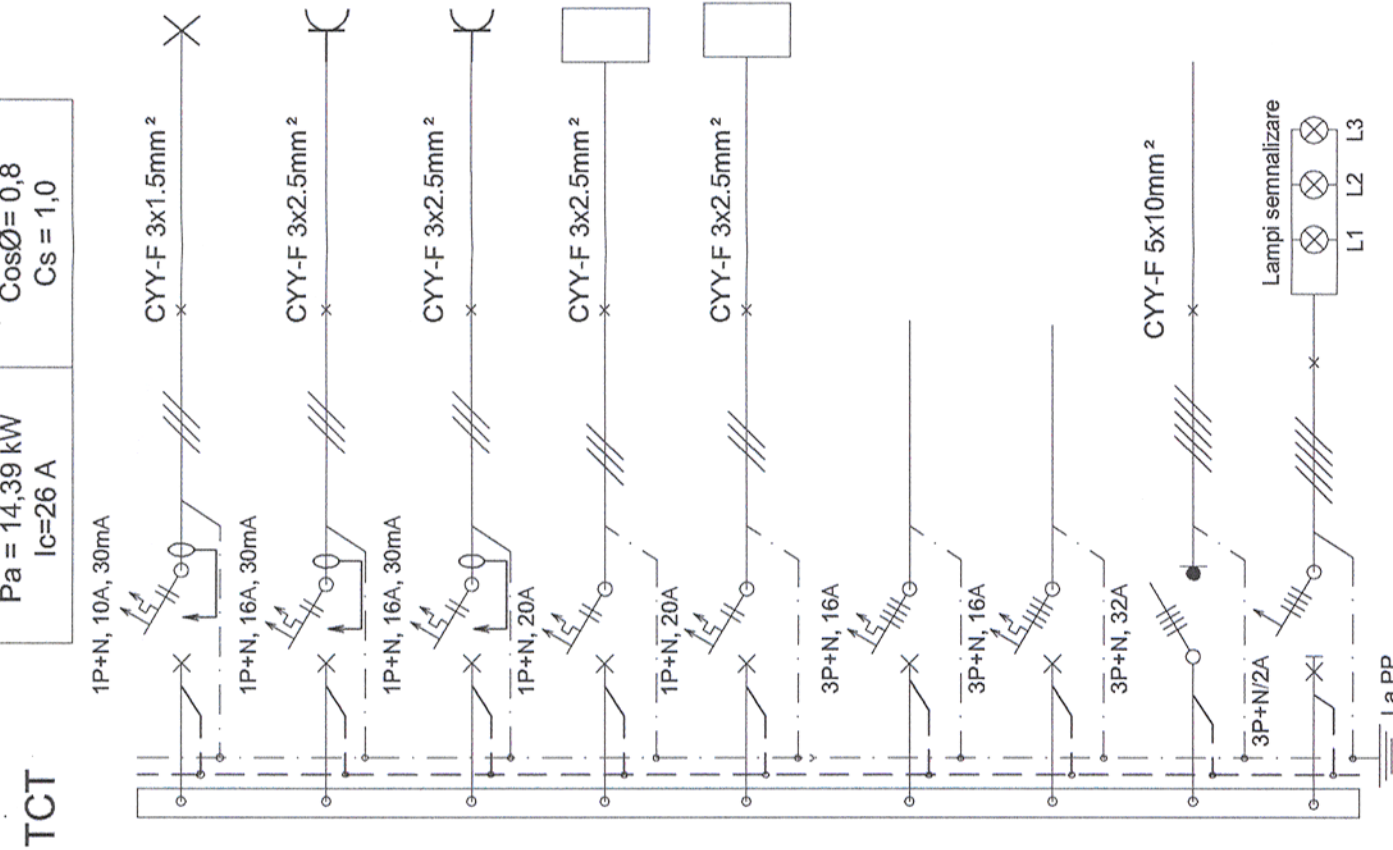 TCT
Pa = 14,39 kW
Ic=26 A
CosØ= 0,8
Cs = 1,0
1P+N, 10A, 30mA
CYY-F 3x1.5mm²
1P+N, 16A, 30mA
CYY-F 3x2.5mm²
1P+N, 16A, 30mA
CYY-F 3x2.5mm²
1P+N, 20A
CYY-F 3x2.5mm²
1P+N, 20A
CYY-F 3x2.5mm²
3P+N, 16A
3P+N, 16A
3P+N, 32A
CYY-F 5x10mm²
3P+N/2A
Lampi semnalizare
L1 L2 L3
La PP